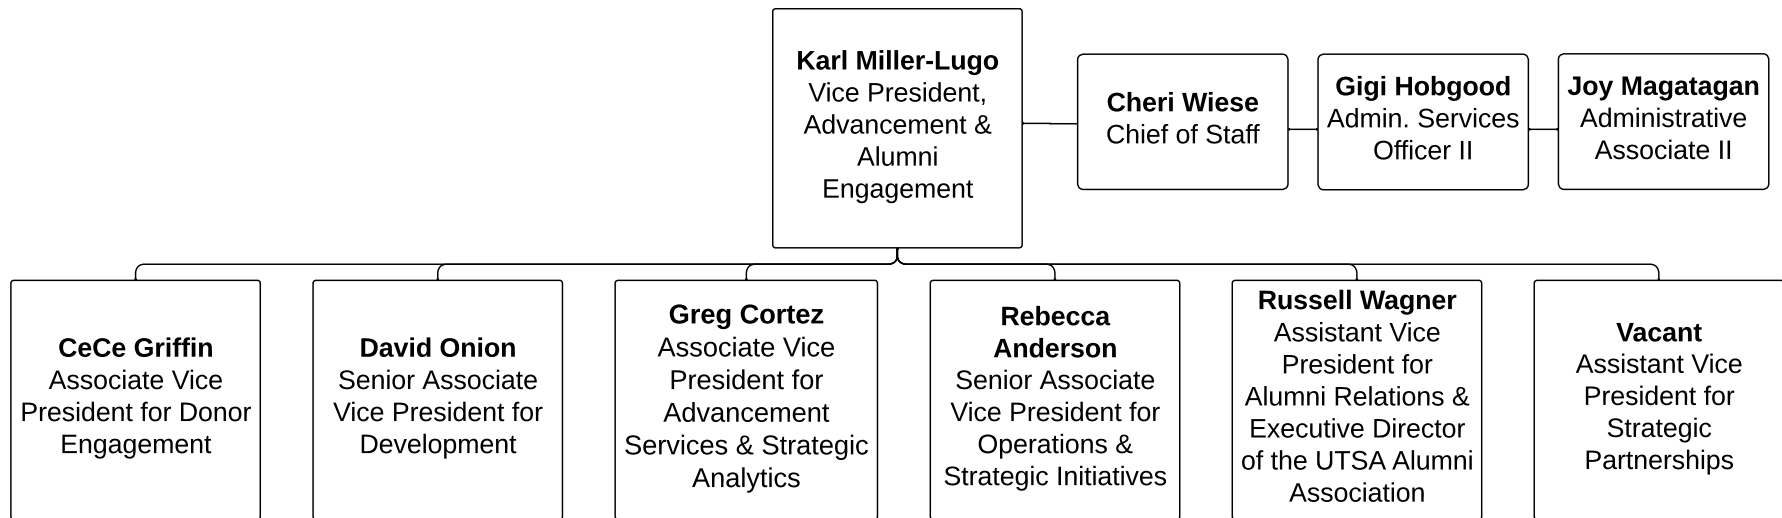 Karl Miller-Lugo
Vice President,
Advancement &
Alumni
Engagement
Cheri Wiese
Chief of Staff
Gigi Hobgood
Admin. Services
Officer II
Joy Magatagan
Administrative
Associate II
CeCe Griffin
Associate Vice
President for Donor
Engagement
David Onion
Senior Associate
Vice President for
Development
Greg Cortez
Associate Vice
President for
Advancement
Services & Strategic
Analytics
Rebecca
Anderson
Senior Associate
Vice President for
Operations &
Strategic Initiatives
Russell Wagner
Assistant Vice
President for
Alumni Relations &
Executive Director
of the UTSA Alumni
Association
Vacant
Assistant Vice
President for
Strategic
Partnerships